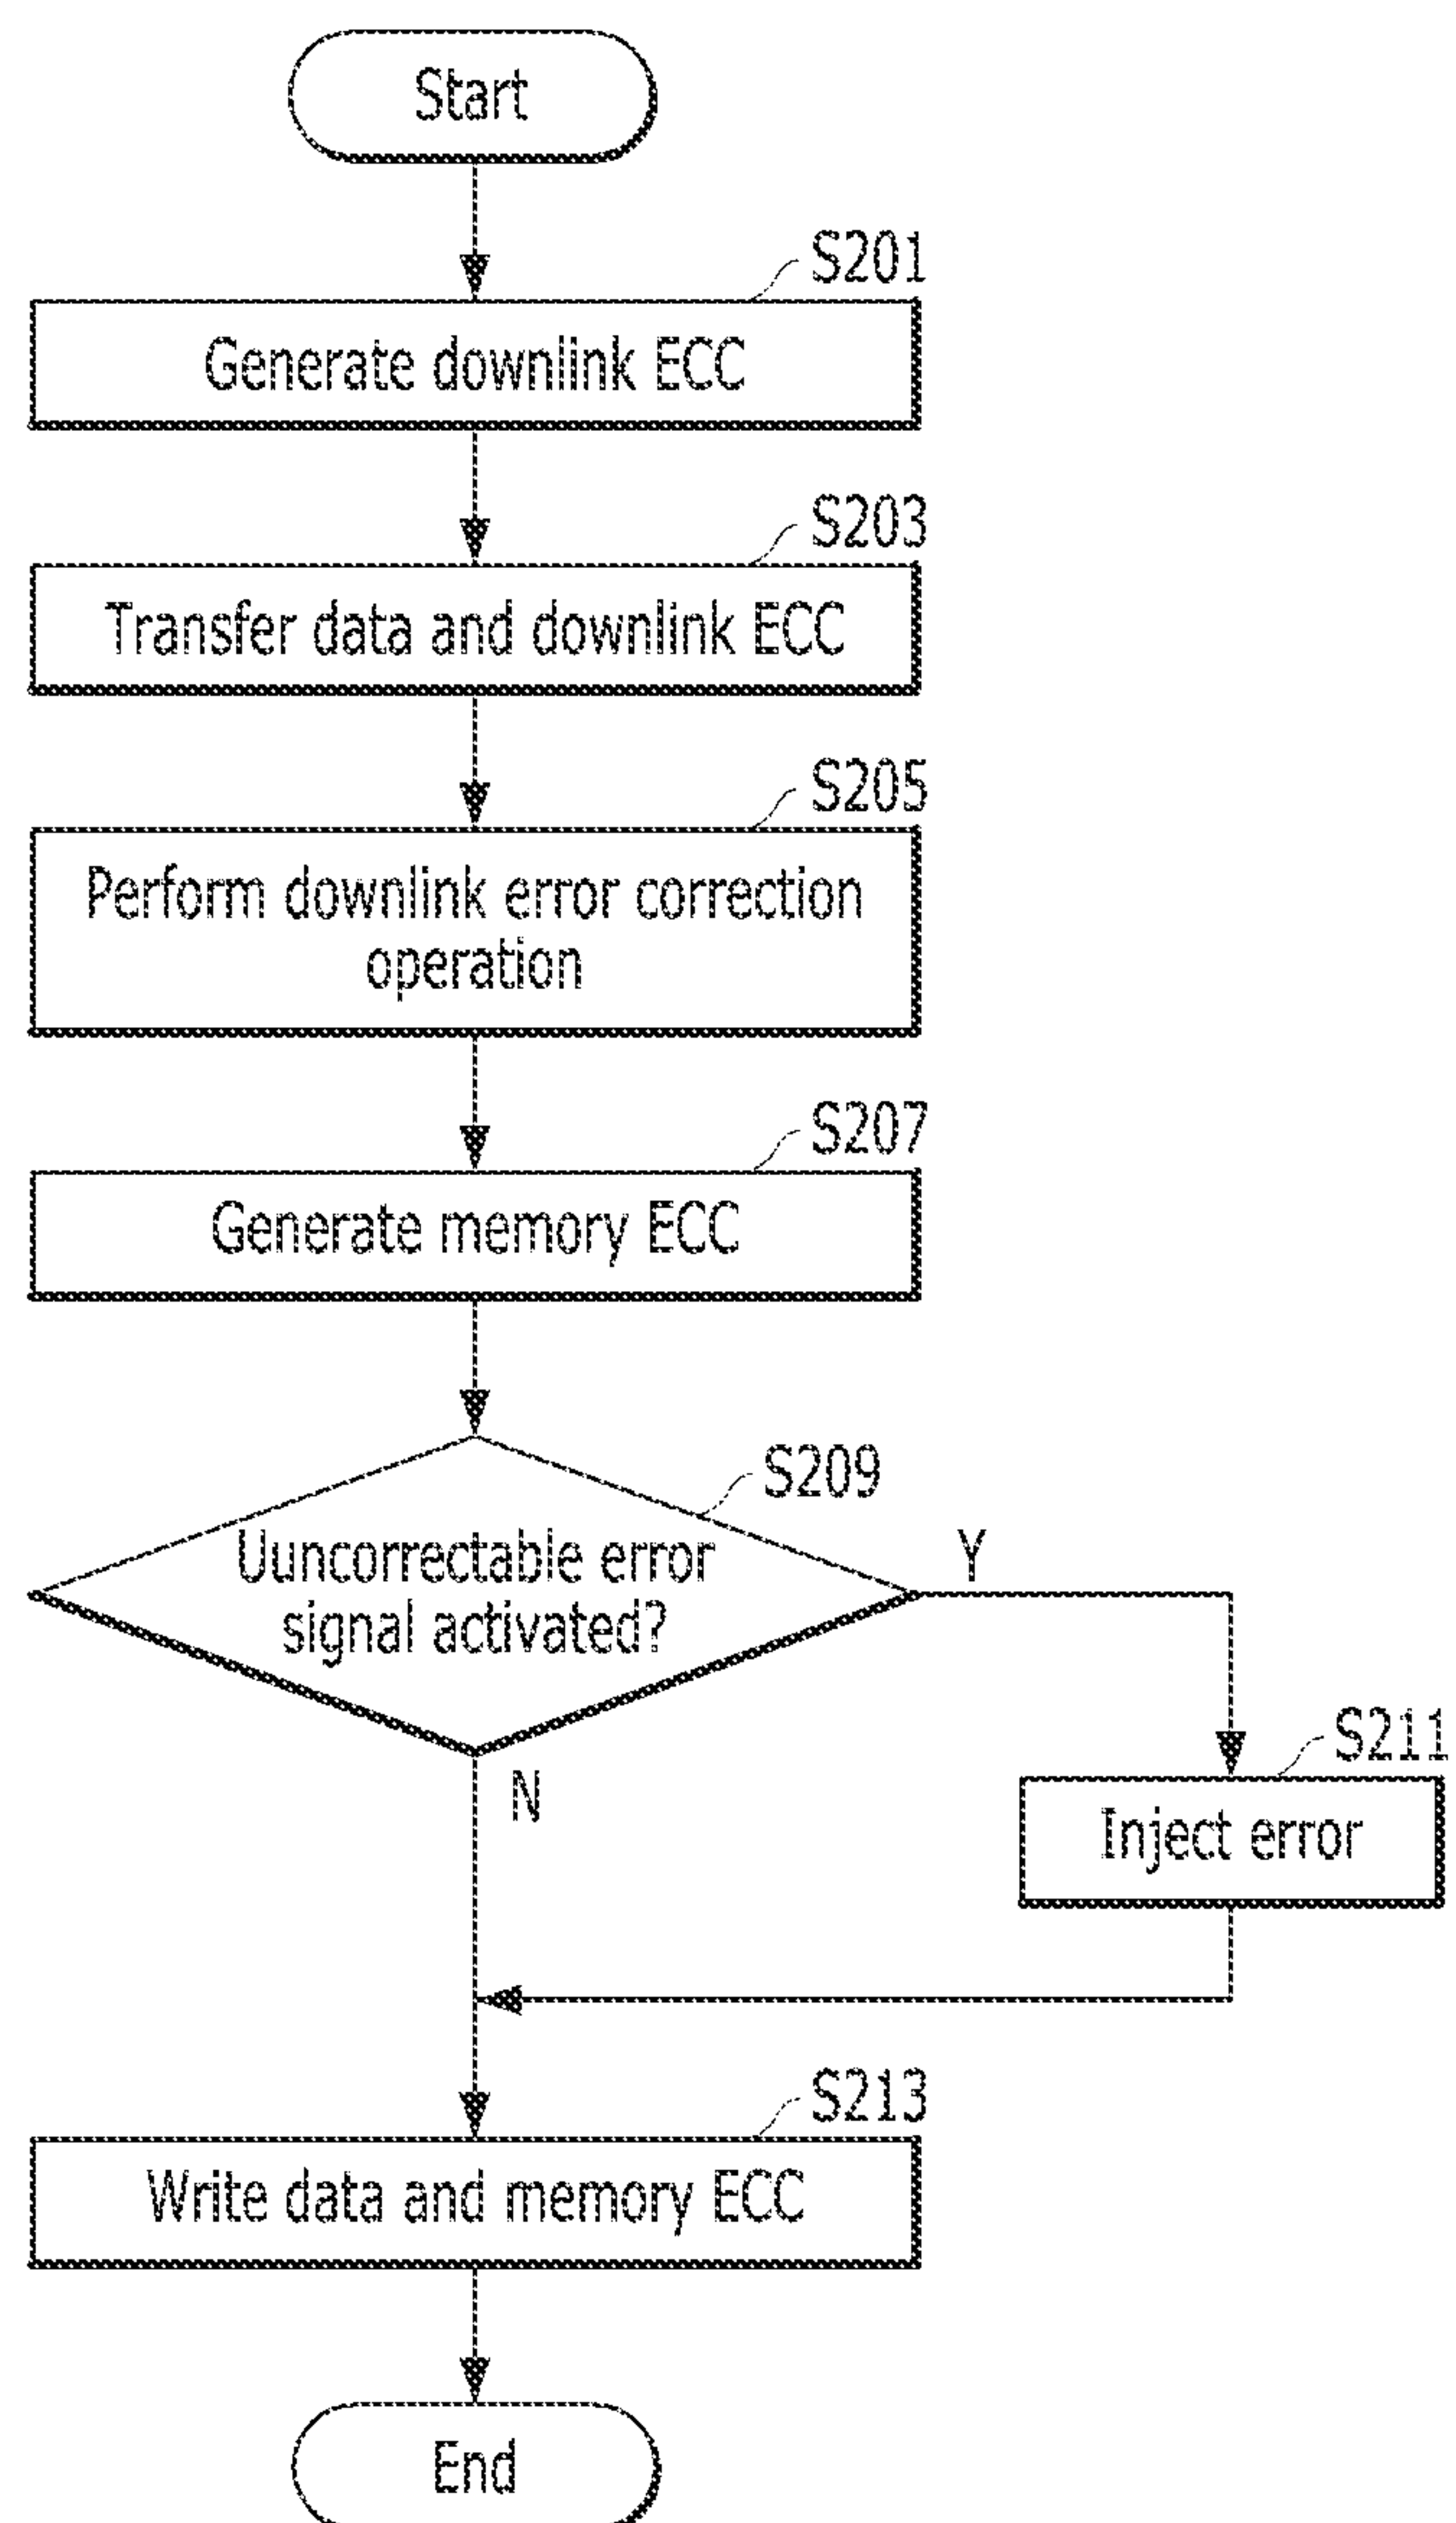 Start
S201
Generate downlink ECC
S203
Transfer data and downlink ECC
S205
Perform downlink error correction
operation
S207
Generate memory ECC
S209
Uuncorrectable error
signal activated?
Y
N
S211
Inject error
S213
Write data and memory ECC
End